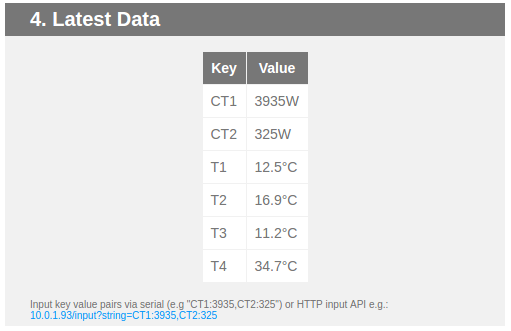 4. Latest Data
Key Value
CT1 3935W
CT2 325W
T1 12.5°C
T2 16.9°C
T3 11.2°C
T4 34.7°C
Input key value pairs via serial (e.g "CT1:3935,CT2:325") or HTTP input API e.g.:
10.0.1.93/input?string=CT1:3935,CT2:325